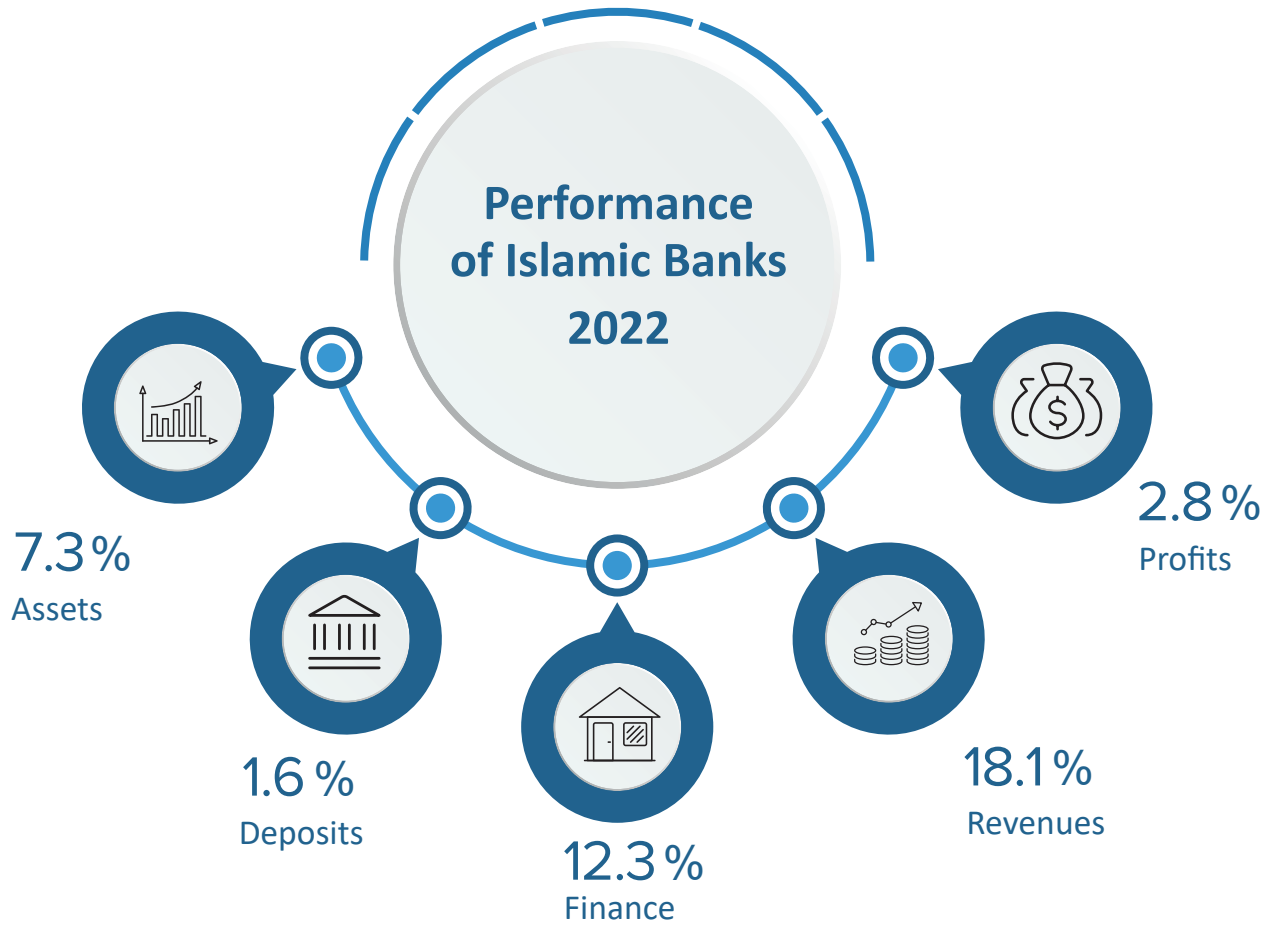 Performance
of Islamic Banks
2022
7.3 %
Assets
1.6 %
Deposits
12.3 %
Finance
18.1 %
Revenues
2.8 %
Profits
$